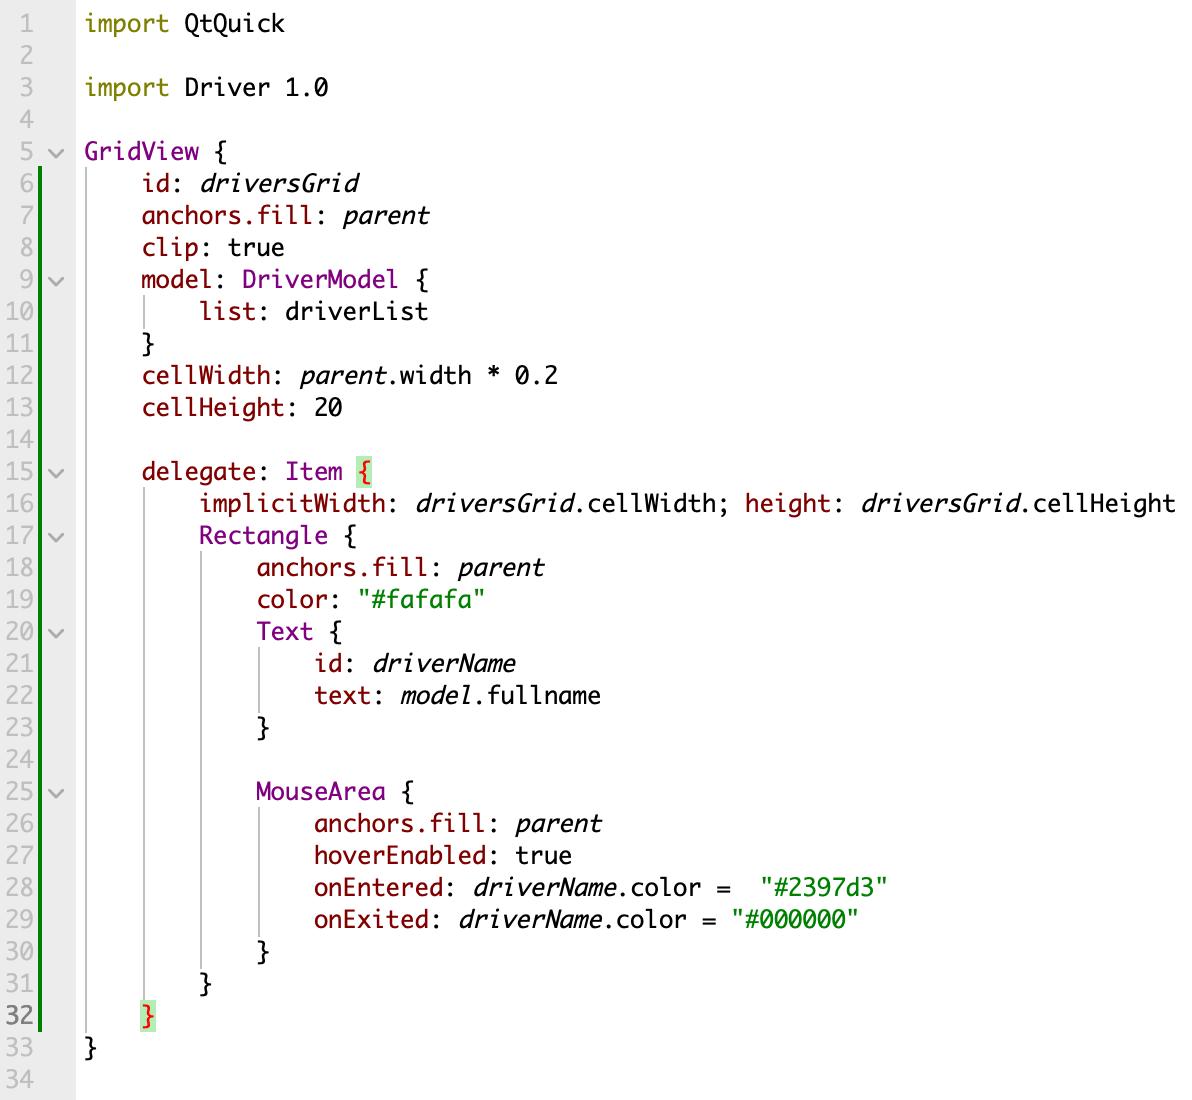 1 import QtQuick
2
3 import Driver 1.0
4
5 GridView {
6     id: driversGrid
7     anchors.fill: parent
8     clip: true
9     model: DriverModel {
10         list: driverList
11     }
12     cellWidth: parent.width * 0.2
13     cellHeight: 20
14
15     delegate: Item {
16         implicitWidth: driversGrid.cellWidth; height: driversGrid.cellHeight
17         Rectangle {
18             anchors.fill: parent
19             color: "#fafafa"
20             Text {
21                 id: driverName
22                 text: model.fullname
23             }
24
25             MouseArea {
26                 anchors.fill: parent
27                 hoverEnabled: true
28                 onEntered: driverName.color =  "#2397d3"
29                 onExited: driverName.color = "#000000"
30             }
31         }
32     }
33 }
34